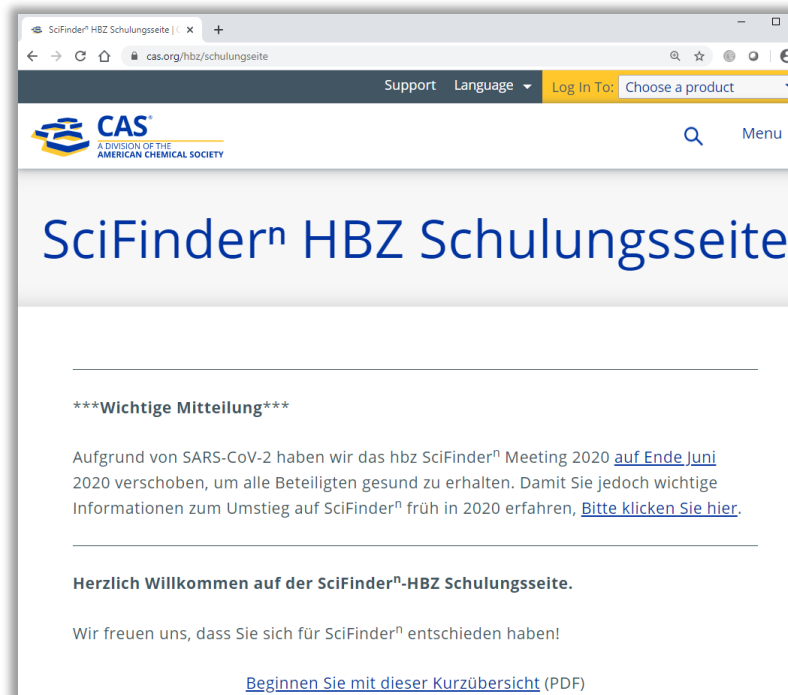 SciFinderⁿ HBZ Schulungsseite | C
cas.org/hbz/schulungseite
Support Language Log In To: Choose a product
CAS®
A DIVISION OF THE
AMERICAN CHEMICAL SOCIETY
Menu
SciFinderⁿ HBZ Schulungsseite
***Wichtige Mitteilung***
Aufgrund von SARS-CoV-2 haben wir das hbz SciFinderⁿ Meeting 2020 auf Ende Juni
2020 verschoben, um alle Beteiligten gesund zu erhalten. Damit Sie jedoch wichtige
Informationen zum Umstieg auf SciFinderⁿ früh in 2020 erfahren, Bitte klicken Sie hier.
Herzlich Willkommen auf der SciFinderⁿ-HBZ Schulungsseite.
Wir freuen uns, dass Sie sich für SciFinderⁿ entschieden haben!
Beginnen Sie mit dieser Kurzübersicht (PDF)